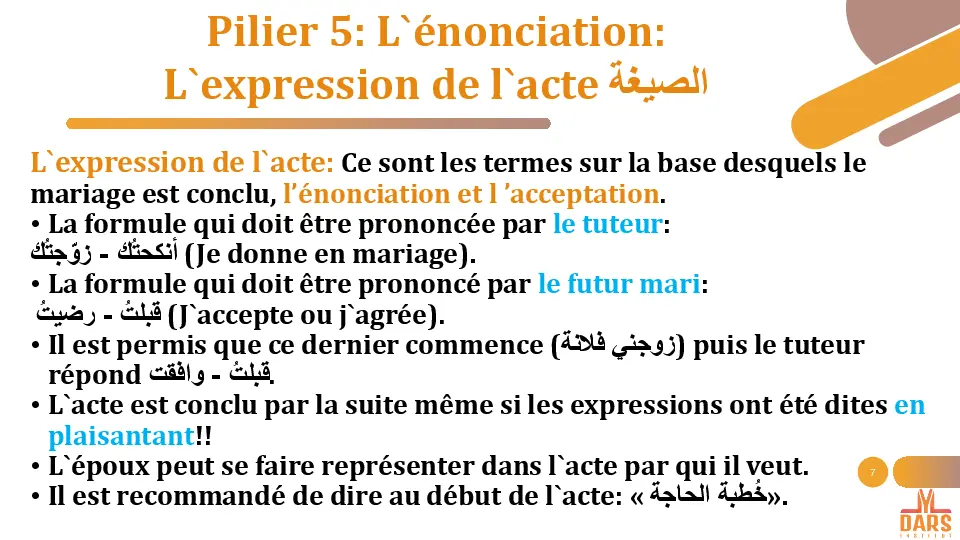 Pilier 5: L`énonciation:
L`expression de l`acte الصيغة
L`expression de l`acte: Ce sont les termes sur la base desquels le
mariage est conclu, l’énonciation et l ’acceptation.
• La formule qui doit être prononcée par le tuteur:
أنكحتُك - زوّجتُك (Je donne en mariage).
• La formule qui doit être prononcé par le futur mari:
قبلتُ - رضيتُ (J`accepte ou j`agrée).
• Il est permis que ce dernier commence (زوجني فلانة) puis le tuteur
répond قبلتُ - وافقت.
• L`acte est conclu par la suite même si les expressions ont été dites en
plaisantant!!
• L`époux peut se faire représenter dans l`acte par qui il veut.
• Il est recommandé de dire au début de l`acte: « خُطبة الحاجة».
7
DARS
INSTITUT